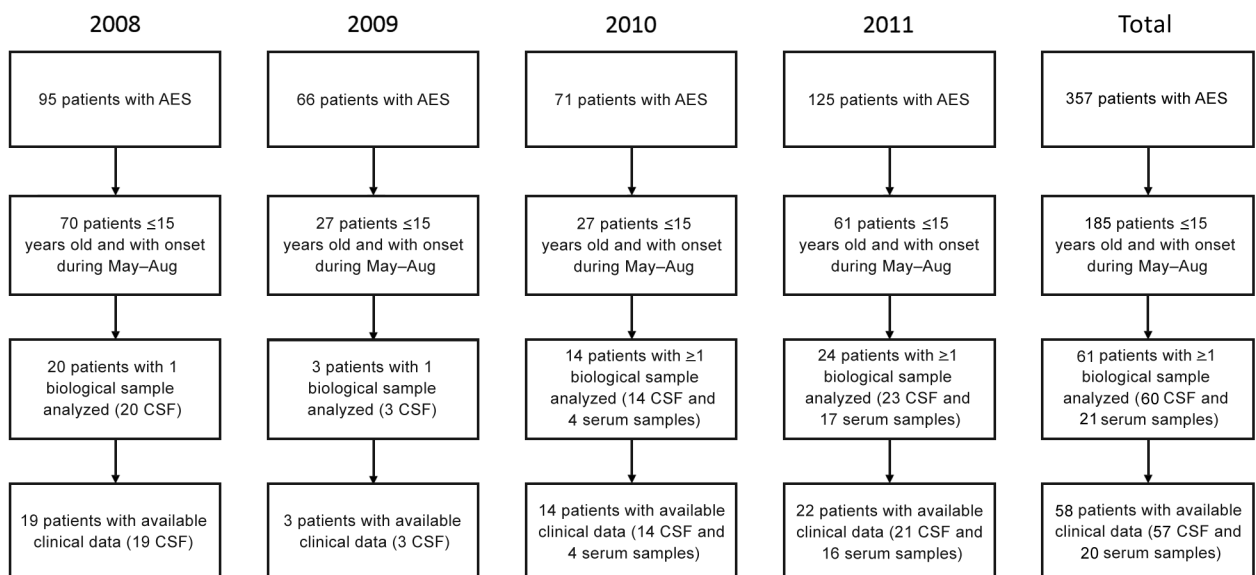 2008
95 patients with AES
70 patients ≤15
years old and with onset
during May–Aug
20 patients with 1
biological sample
analyzed (20 CSF)
19 patients with available
clinical data (19 CSF)
2009
66 patients with AES
27 patients ≤15
years old and with onset
during May–Aug
3 patients with 1
biological sample
analyzed (3 CSF)
3 patients with available
clinical data (3 CSF)
2010
71 patients with AES
27 patients ≤15
years old and with onset
during May–Aug
14 patients with ≥1
biological sample
analyzed (14 CSF and
4 serum samples)
14 patients with available
clinical data (14 CSF and
4 serum samples)
2011
125 patients with AES
61 patients ≤15
years old and with onset
during May–Aug
24 patients with ≥1
biological sample
analyzed (23 CSF and
17 serum samples)
22 patients with available
clinical data (21 CSF and
16 serum samples)
Total
357 patients with AES
185 patients ≤15
years old and with onset
during May–Aug
61 patients with ≥1
biological sample
analyzed (60 CSF and
21 serum samples)
58 patients with available
clinical data (57 CSF and
20 serum samples)